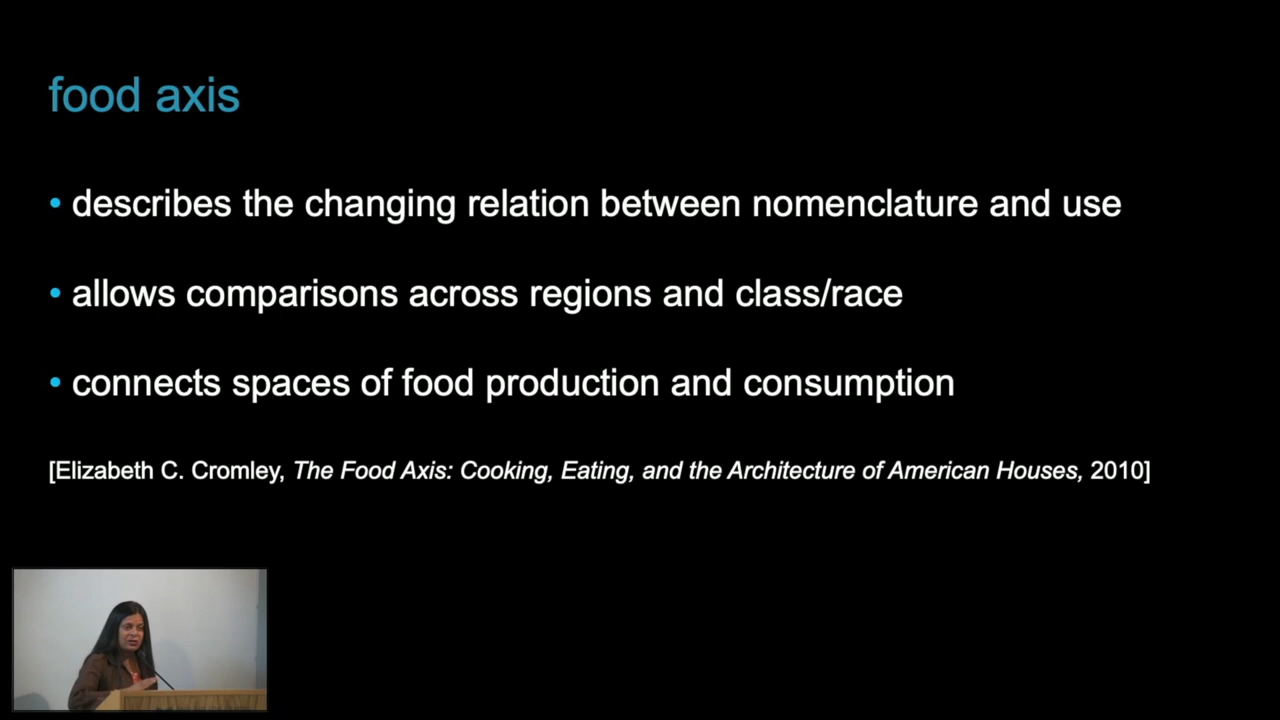 food axis
• describes the changing relation between nomenclature and use
• allows comparisons across regions and class/race
• connects spaces of food production and consumption
[Elizabeth C. Cromley, The Food Axis: Cooking, Eating, and the Architecture of American Houses, 2010]